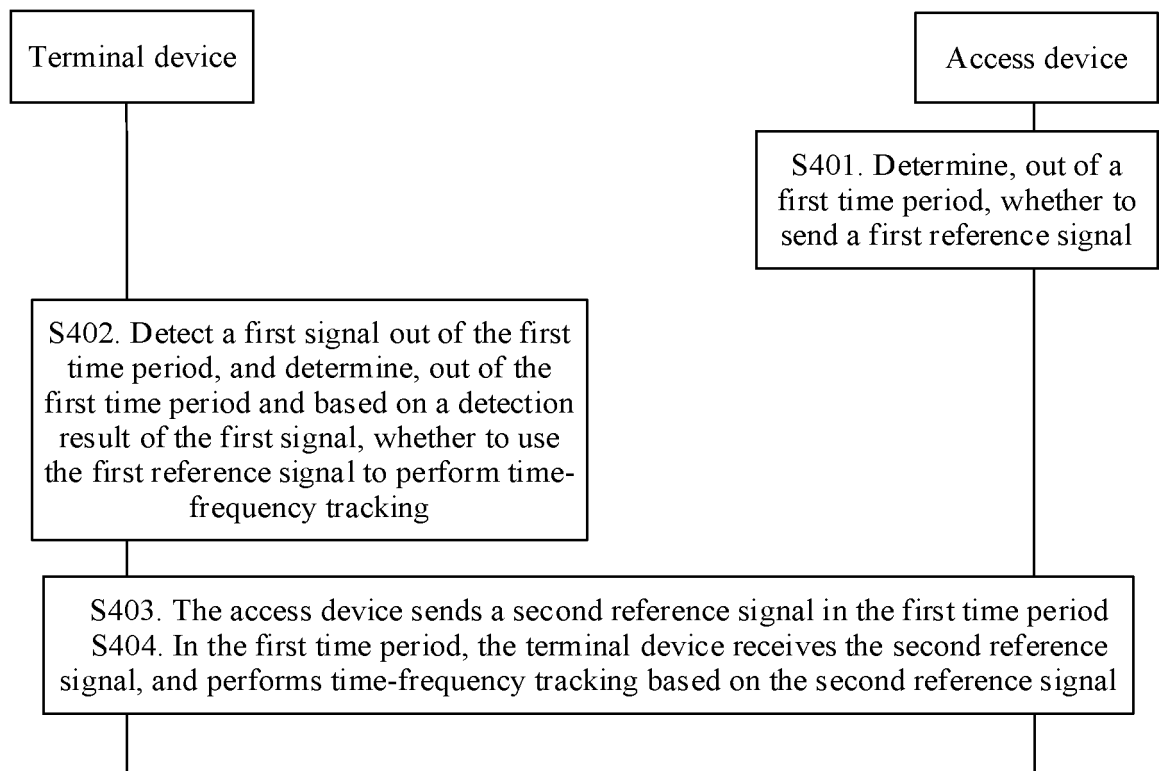 Terminal device
Access device
S401. Determine, out of a
first time period, whether to
send a first reference signal
S402. Detect a first signal out of the first
time period, and determine, out of the
first time period and based on a detection
result of the first signal, whether to use
the first reference signal to perform time-
frequency tracking
S403. The access device sends a second reference signal in the first time period
S404. In the first time period, the terminal device receives the second reference
signal, and performs time-frequency tracking based on the second reference signal